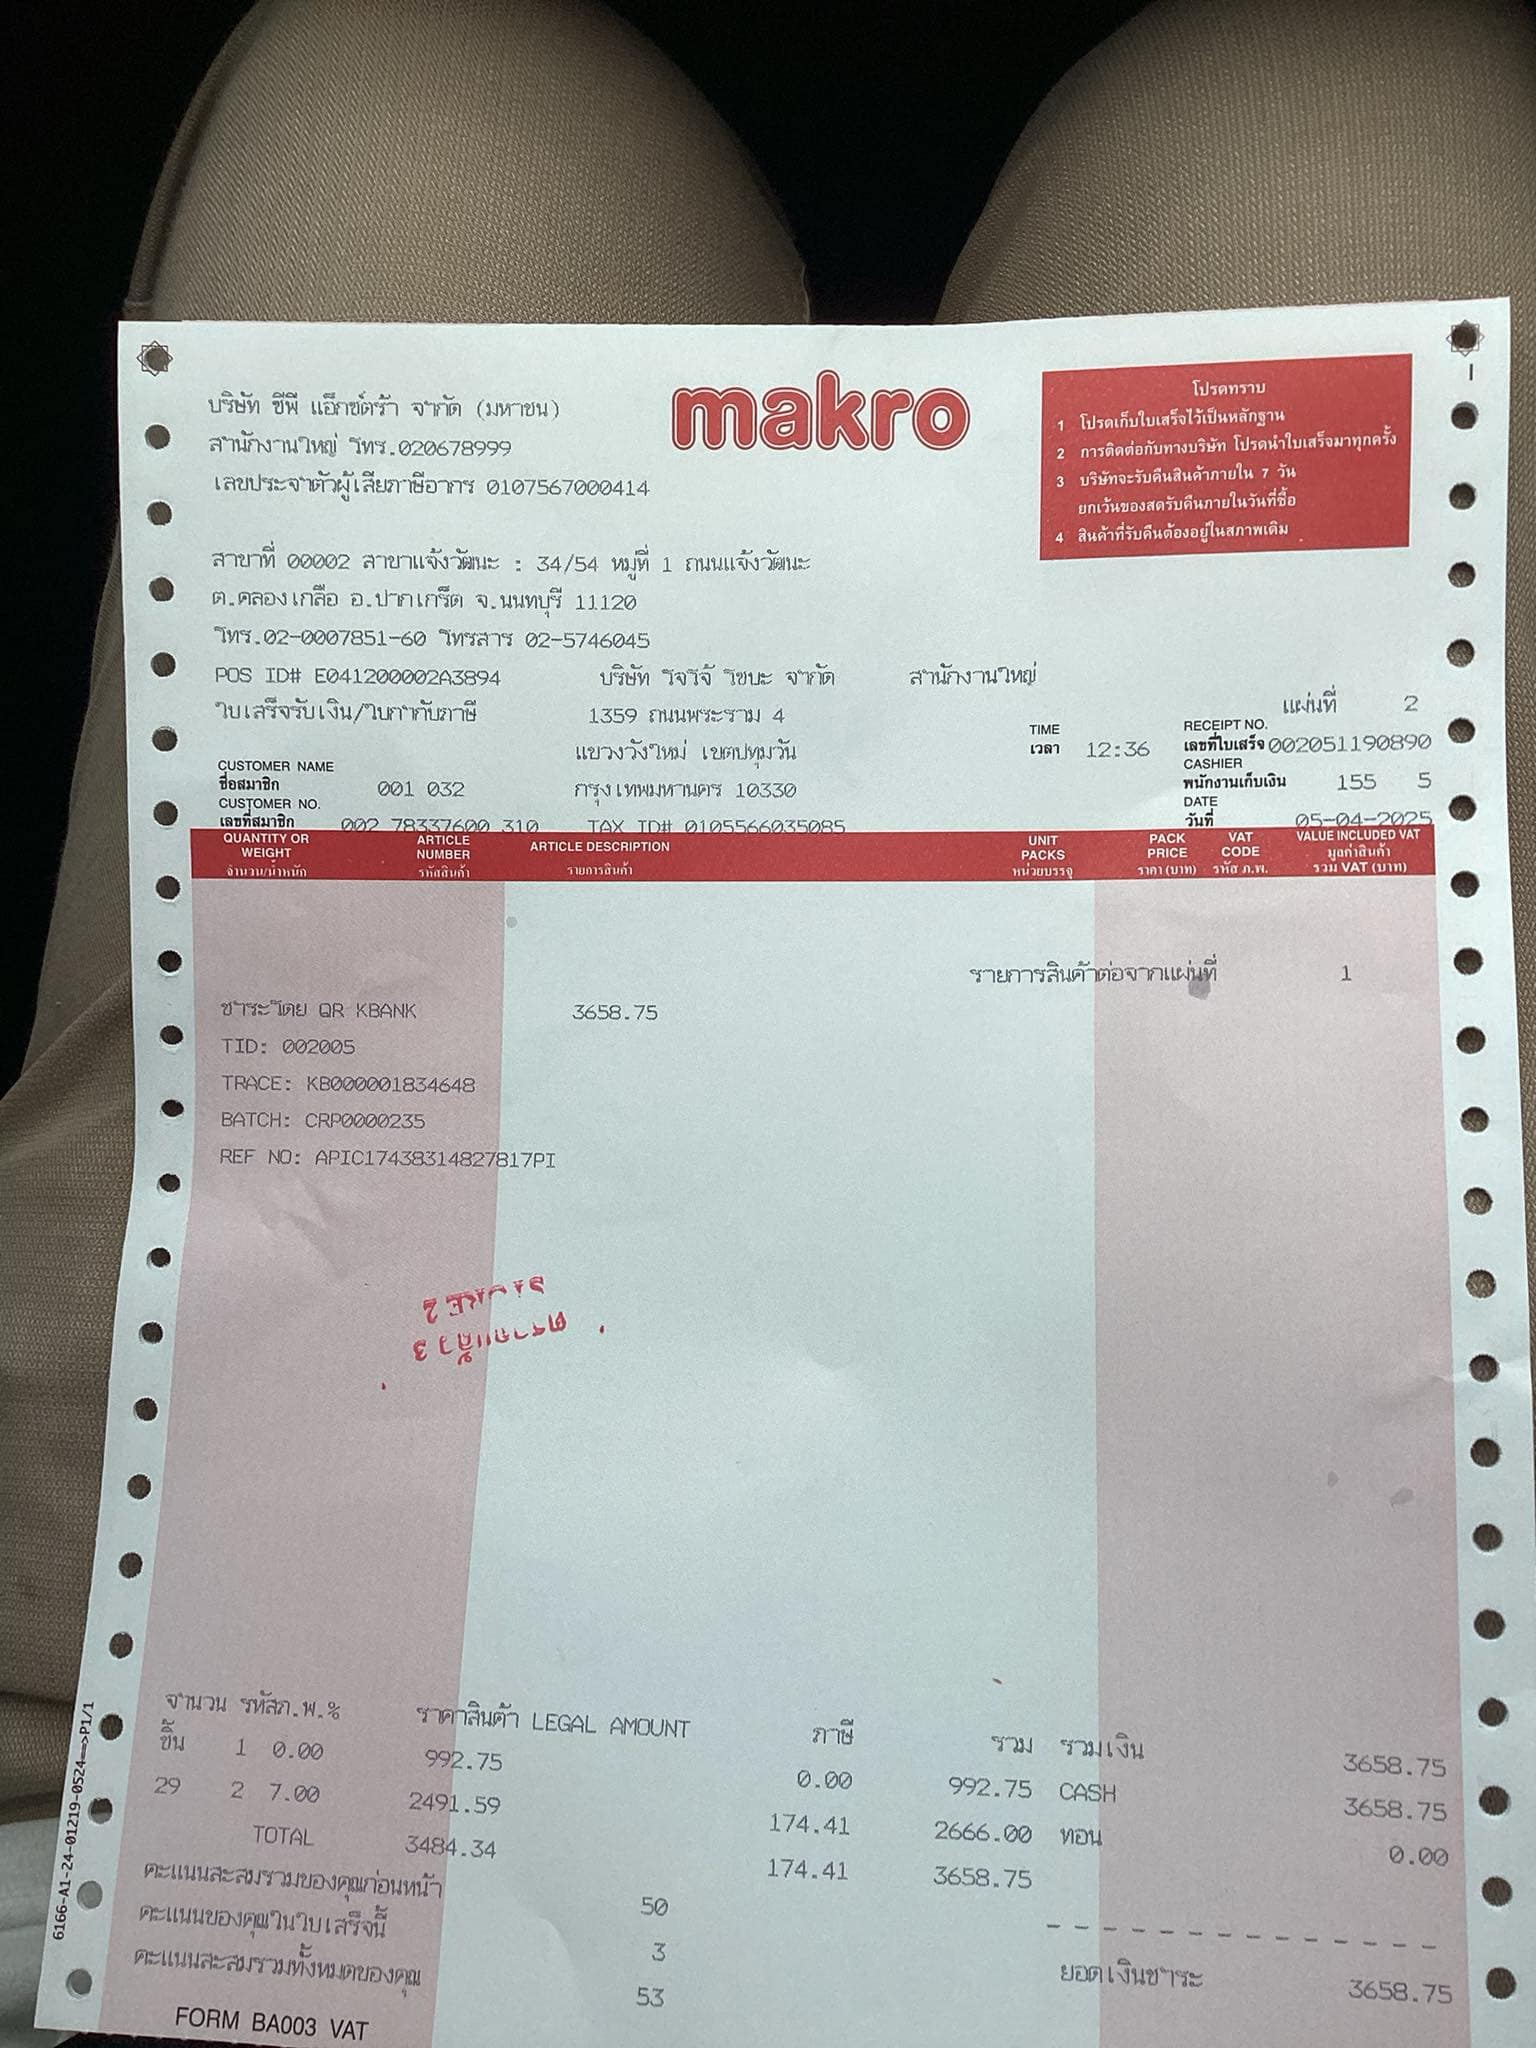 makro
บริษัท ซีพี แอ็กซ์ตร้า จำกัด (มหาชน)
สำนักงานใหญ่ โทร.020678999
เลขประจำตัวผู้เสียภาษีอากร 0107567000414
โปรดทราบ
1 โปรดเก็บใบเสร็จไว้เป็นหลักฐาน
2 การติดต่อกับทางบริษัท โปรดนำใบเสร็จมาทุกครั้ง
3 บริษัทจะรับคืนสินค้าภายใน 7 วัน
ยกเว้นของสดรับคืนภายในวันที่ซื้อ
4 สินค้าที่รับคืนต้องอยู่ในสภาพเดิม
สาขาที่ 00002 สาขาแจ้งวัฒนะ : 34/54 หมู่ที่ 1 ถนนแจ้งวัฒนะ
ต.คลองเกลือ อ.ปากเกร็ด จ.นนทบุรี 11120
โทร.02-0007851-60 โทรสาร 02-5746045
POS ID# E041200002A3894 บริษัท โจโจ้ โซบะ จำกัด สำนักงานใหญ่
ใบเสร็จรับเงิน/ใบกำกับภาษี 1359 ถนนพระราม 4 แผ่นที่ 2
แขวงวังใหม่ เขตปทุมวัน TIME เวลา 12:36 RECEIPT NO. เลขที่ใบเสร็จ 002051190890
CUSTOMER NAME ชื่อสมาชิก 001 032 กรุงเทพมหานคร 10330 CASHIER พนักงานเก็บเงิน 155 5
CUSTOMER NO. เลขที่สมาชิก 002 78337600 310 TAX ID# 0105566035085 DATE วันที่ 05-04-2025
QUANTITY OR WEIGHT ARTICLE NUMBER ARTICLE DESCRIPTION UNIT PACKS PACK PRICE VAT CODE VALUE INCLUDED VAT
จำนวน/น้ำหนัก รหัสสินค้า รายการสินค้า หน่วยบรรจุ ราคา (บาท) รหัส ภ.พ. มูลค่าสินค้า รวม VAT (บาท)
รายการสินค้าต่อจากแผ่นที่ 1
ชำระโดย QR KBANK 3658.75
TID: 002005
TRACE: KB000001834648
BATCH: CRP0000235
REF NO: APIC17438314827817PI
จำนวน รหัสภ.พ.% ราคาสินค้า LEGAL AMOUNT ภาษี รวม รวมเงิน 3658.75
ชิ้น 1 0.00 992.75 0.00 992.75 CASH 3658.75
29 2 7.00 2491.59 174.41 2666.00 ทอน 0.00
TOTAL 3484.34 174.41 3658.75
คะแนนสะสมรวมของคุณก่อนหน้า 50
คะแนนของคุณในใบเสร็จนี้ 3
คะแนนสะสมรวมทั้งหมดของคุณ 53
ยอดเงินชำระ 3658.75
FORM BA003 VAT
6166-A1-24-01219-0524==>P1/1